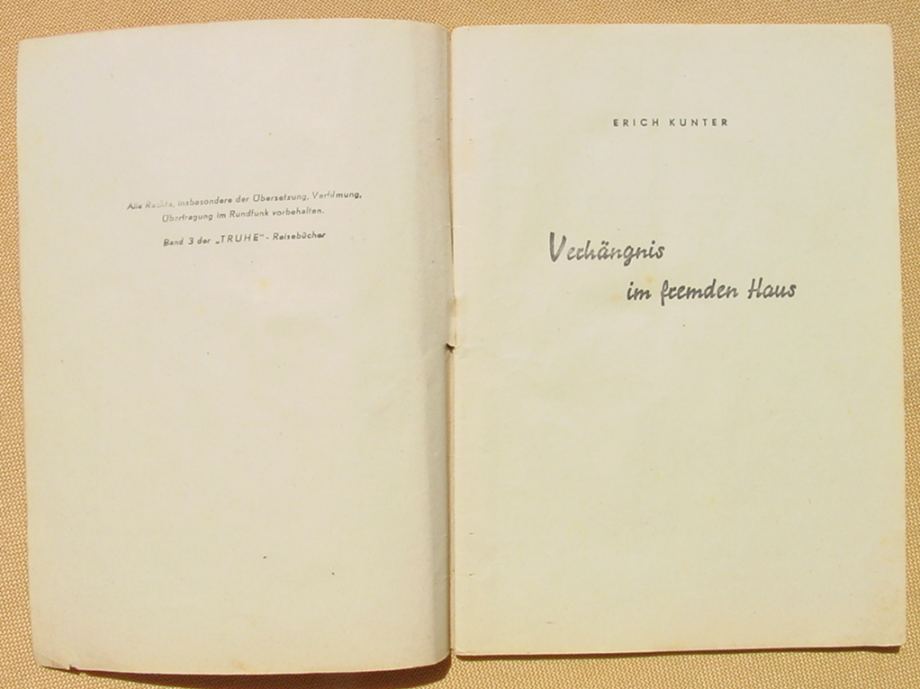 Alle Rechte, insbesondere der Übersetzung, Verfilmung,
Übertragung im Rundfunk vorbehalten.
Band 3 der „TRUHE"- Reisebücher
ERICH KUNTER
Verhängnis
im fremden Haus